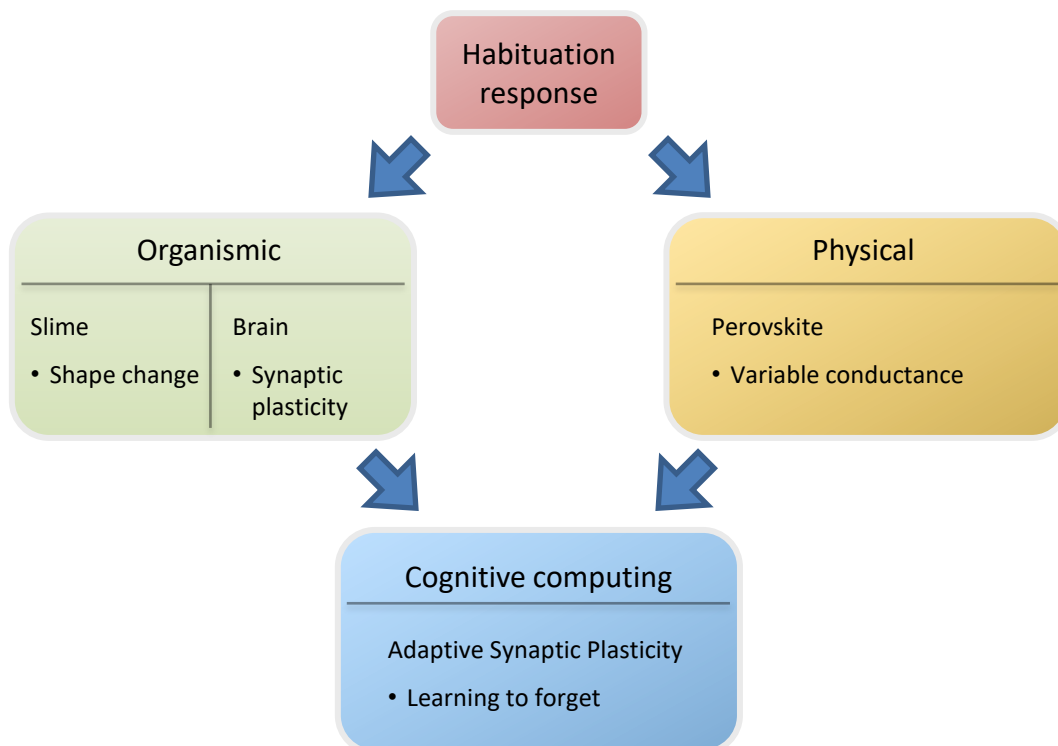 Habituation
response
Organismic
Slime
• Shape change
Brain
• Synaptic
plasticity
Physical
Perovskite
• Variable conductance
Cognitive computing
Adaptive Synaptic Plasticity
• Learning to forget